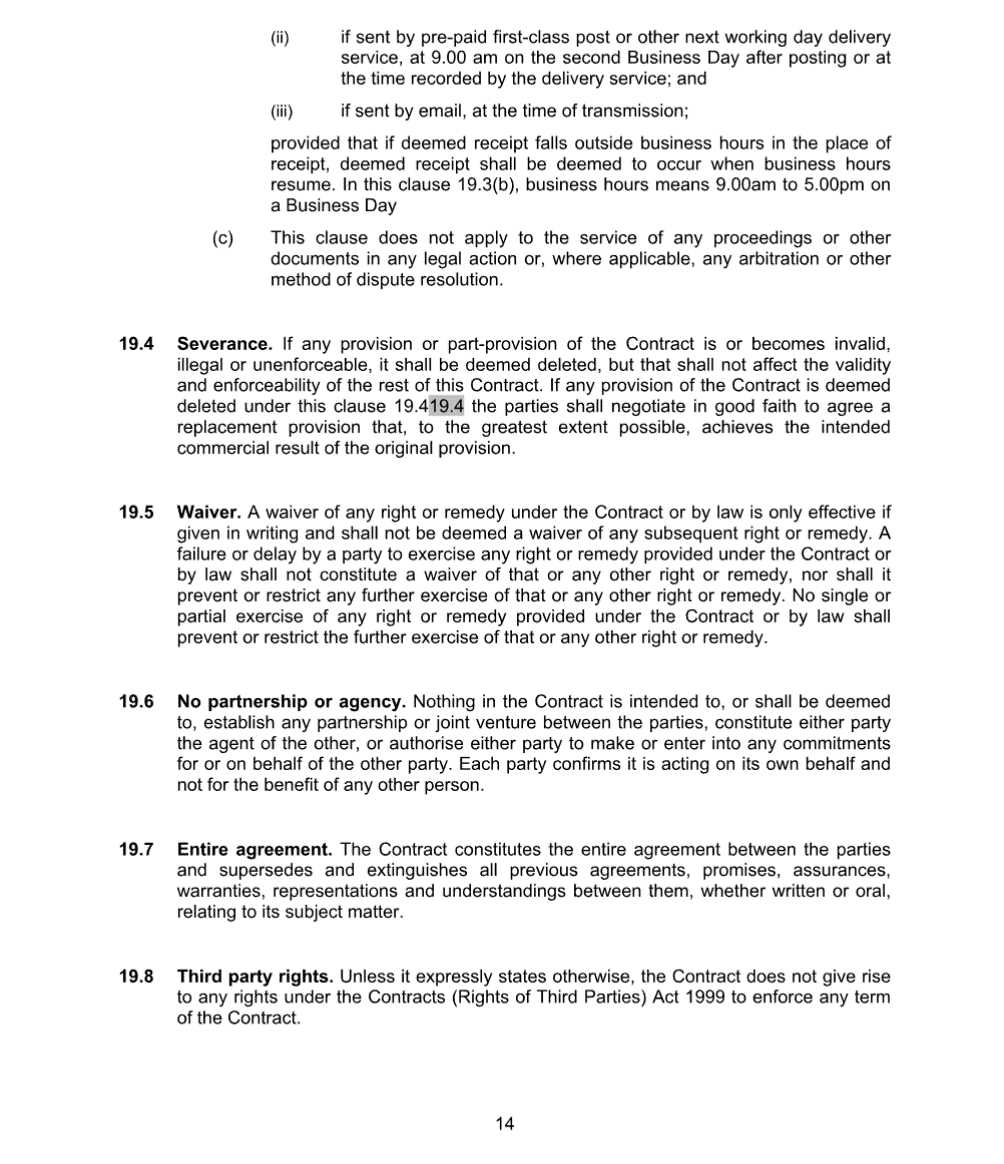 (ii) if sent by pre-paid first-class post or other next working day delivery
service, at 9.00 am on the second Business Day after posting or at
the time recorded by the delivery service; and
(iii) if sent by email, at the time of transmission;
provided that if deemed receipt falls outside business hours in the place of
receipt, deemed receipt shall be deemed to occur when business hours
resume. In this clause 19.3(b), business hours means 9.00am to 5.00pm on
a Business Day
(c) This clause does not apply to the service of any proceedings or other
documents in any legal action or, where applicable, any arbitration or other
method of dispute resolution.
19.4 Severance. If any provision or part-provision of the Contract is or becomes invalid,
illegal or unenforceable, it shall be deemed deleted, but that shall not affect the validity
and enforceability of the rest of this Contract. If any provision of the Contract is deemed
deleted under this clause 19.419.4 the parties shall negotiate in good faith to agree a
replacement provision that, to the greatest extent possible, achieves the intended
commercial result of the original provision.
19.5 Waiver. A waiver of any right or remedy under the Contract or by law is only effective if
given in writing and shall not be deemed a waiver of any subsequent right or remedy. A
failure or delay by a party to exercise any right or remedy provided under the Contract or
by law shall not constitute a waiver of that or any other right or remedy, nor shall it
prevent or restrict any further exercise of that or any other right or remedy. No single or
partial exercise of any right or remedy provided under the Contract or by law shall
prevent or restrict the further exercise of that or any other right or remedy.
19.6 No partnership or agency. Nothing in the Contract is intended to, or shall be deemed
to, establish any partnership or joint venture between the parties, constitute either party
the agent of the other, or authorise either party to make or enter into any commitments
for or on behalf of the other party. Each party confirms it is acting on its own behalf and
not for the benefit of any other person.
19.7 Entire agreement. The Contract constitutes the entire agreement between the parties
and supersedes and extinguishes all previous agreements, promises, assurances,
warranties, representations and understandings between them, whether written or oral,
relating to its subject matter.
19.8 Third party rights. Unless it expressly states otherwise, the Contract does not give rise
to any rights under the Contracts (Rights of Third Parties) Act 1999 to enforce any term
of the Contract.
14